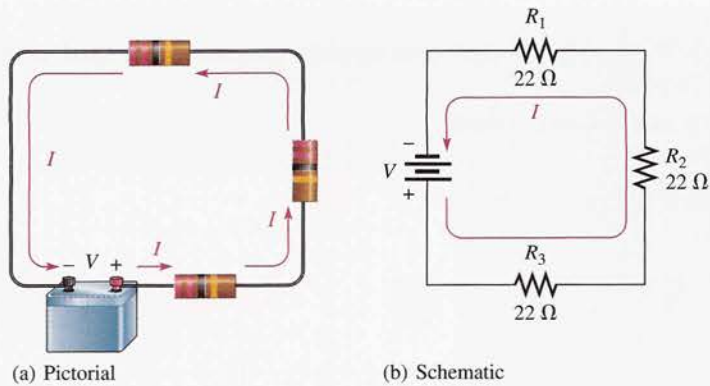 I
I
I
I
I
− V +
(a) Pictorial
R1
22 Ω
I
−
V
+
R2
22 Ω
R3
22 Ω
(b) Schematic